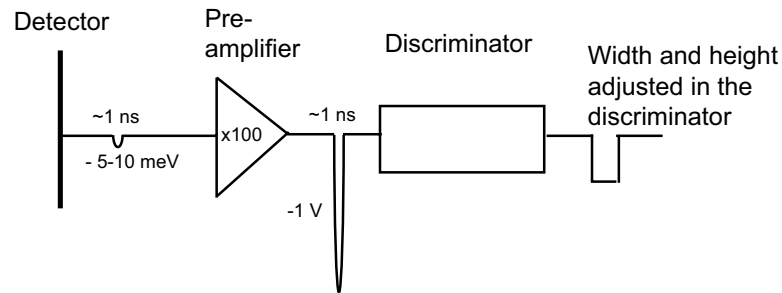 Detector
Pre-
amplifier
Discriminator
Width and height
adjusted in the
discriminator
~1 ns
x100
~1 ns
- 5-10 meV
-1 V